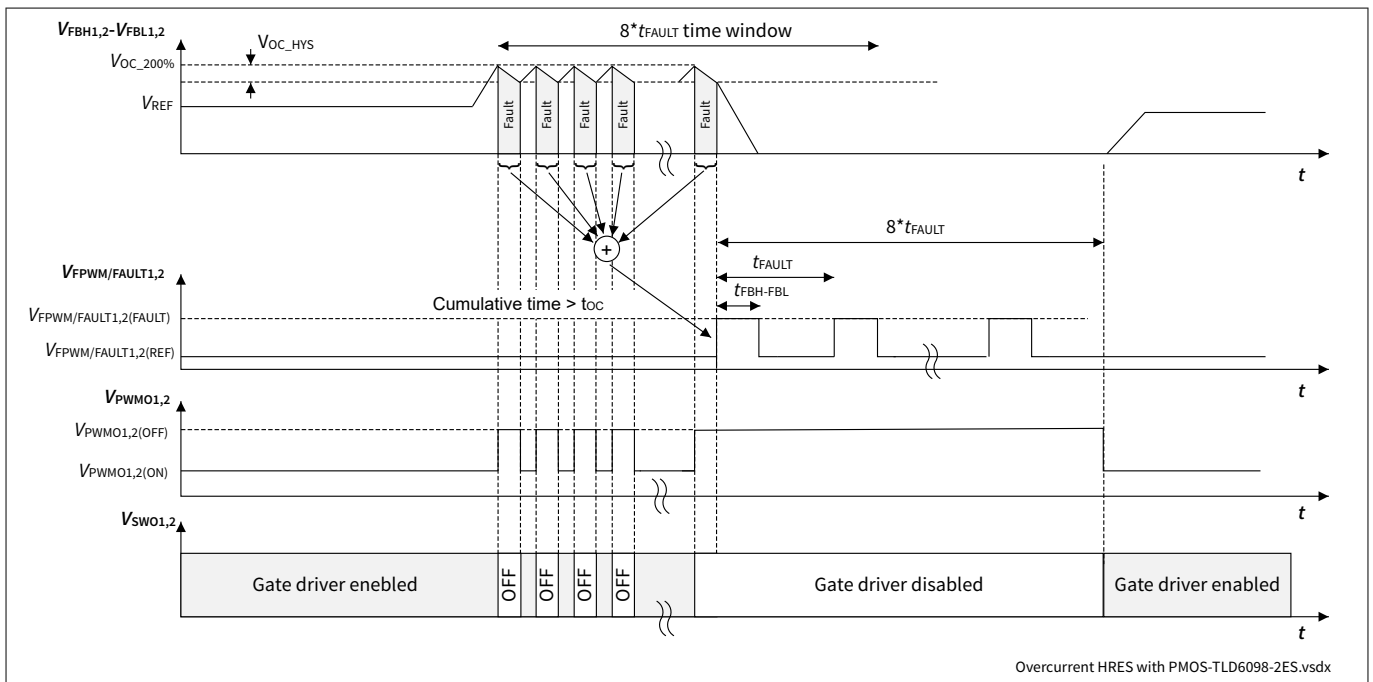 VFBH1,2-VFBL1,2
VOC_HYS
8*tFAULT time window
VOC_200%
VREF
Fault
Fault
Fault
Fault
Fault
t
+
8*tFAULT
tFAULT
tFBH-FBL
VFPWM/FAULT1,2
Cumulative time > tOC
VFPWM/FAULT1,2(FAULT)
VFPWM/FAULT1,2(REF)
t
VPWMO1,2
VPWMO1,2(OFF)
VPWMO1,2(ON)
t
VSWO1,2
Gate driver enabled
OFF
OFF
OFF
OFF
Gate driver disabled
Gate driver enabled
t
Overcurrent HRES with PMOS-TLD6098-2ES.vsdx